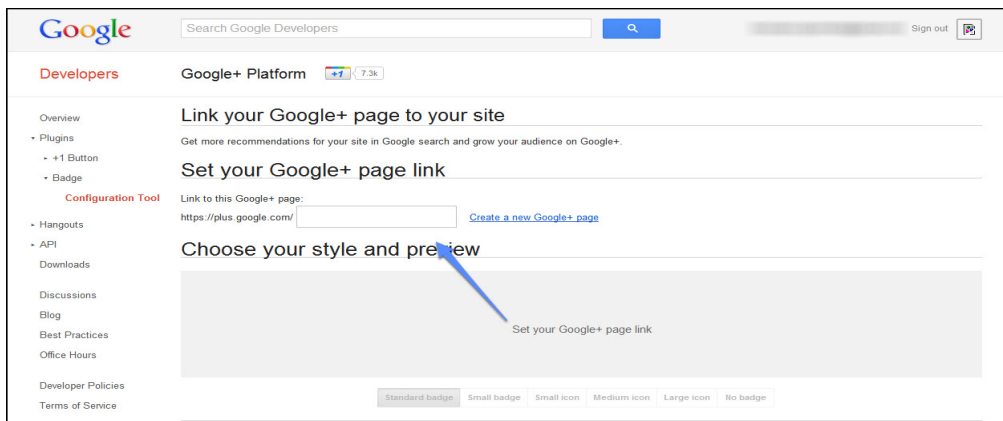 Google
Search Google Developers
Sign out
Developers
Google+ Platform
+1
7.3k
Overview
Plugins
+1 Button
Badge
Configuration Tool
Hangouts
API
Downloads
Discussions
Blog
Best Practices
Office Hours
Developer Policies
Terms of Service
Link your Google+ page to your site
Get more recommendations for your site in Google search and grow your audience on Google+.
Set your Google+ page link
Link to this Google+ page:
https://plus.google.com/
Create a new Google+ page
Choose your style and preview
Set your Google+ page link
Standard badge Small badge Small icon Medium icon Large icon No badge